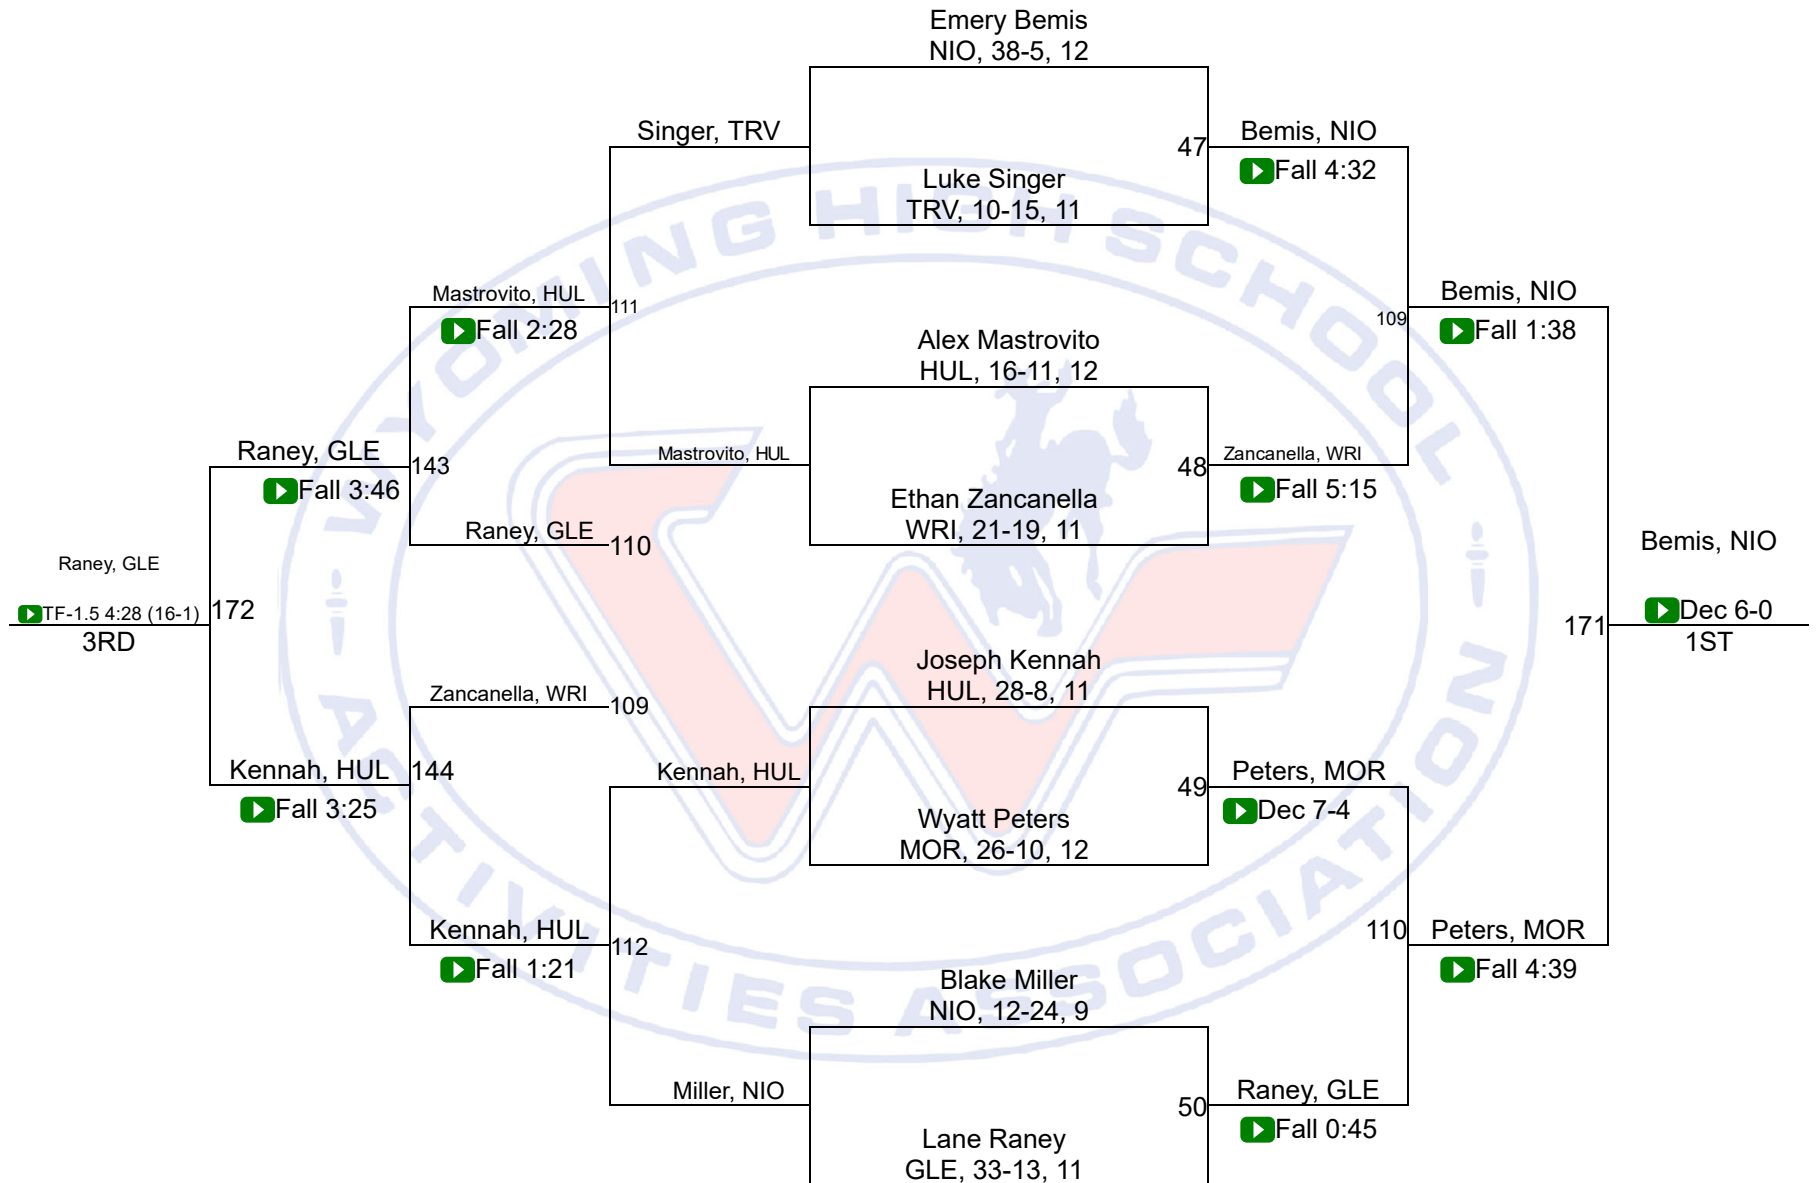 Emery Bemis
NIO, 38-5, 12
Singer, TRV
47
Bemis, NIO
Fall 4:32
Luke Singer
TRV, 10-15, 11
Mastrovito, HUL
111
Fall 2:28
109
Bemis, NIO
Fall 1:38
Alex Mastrovito
HUL, 16-11, 12
Raney, GLE
143
Fall 3:46
Mastrovito, HUL
48
Zancanella, WRI
Fall 5:15
Ethan Zancanella
WRI, 21-19, 11
Raney, GLE
110
Raney, GLE
TF-1.5 4:28 (16-1)
172
3RD
Bemis, NIO
171
Dec 6-0
1ST
Joseph Kennah
HUL, 28-8, 11
Zancanella, WRI
109
Kennah, HUL
144
Fall 3:25
Kennah, HUL
49
Peters, MOR
Dec 7-4
Wyatt Peters
MOR, 26-10, 12
Kennah, HUL
112
Fall 1:21
110
Peters, MOR
Fall 4:39
Blake Miller
NIO, 12-24, 9
Miller, NIO
50
Raney, GLE
Fall 0:45
Lane Raney
GLE, 33-13, 11
WYOMING HIGH SCHOOL
ACTIVITIES ASSOCIATION
W